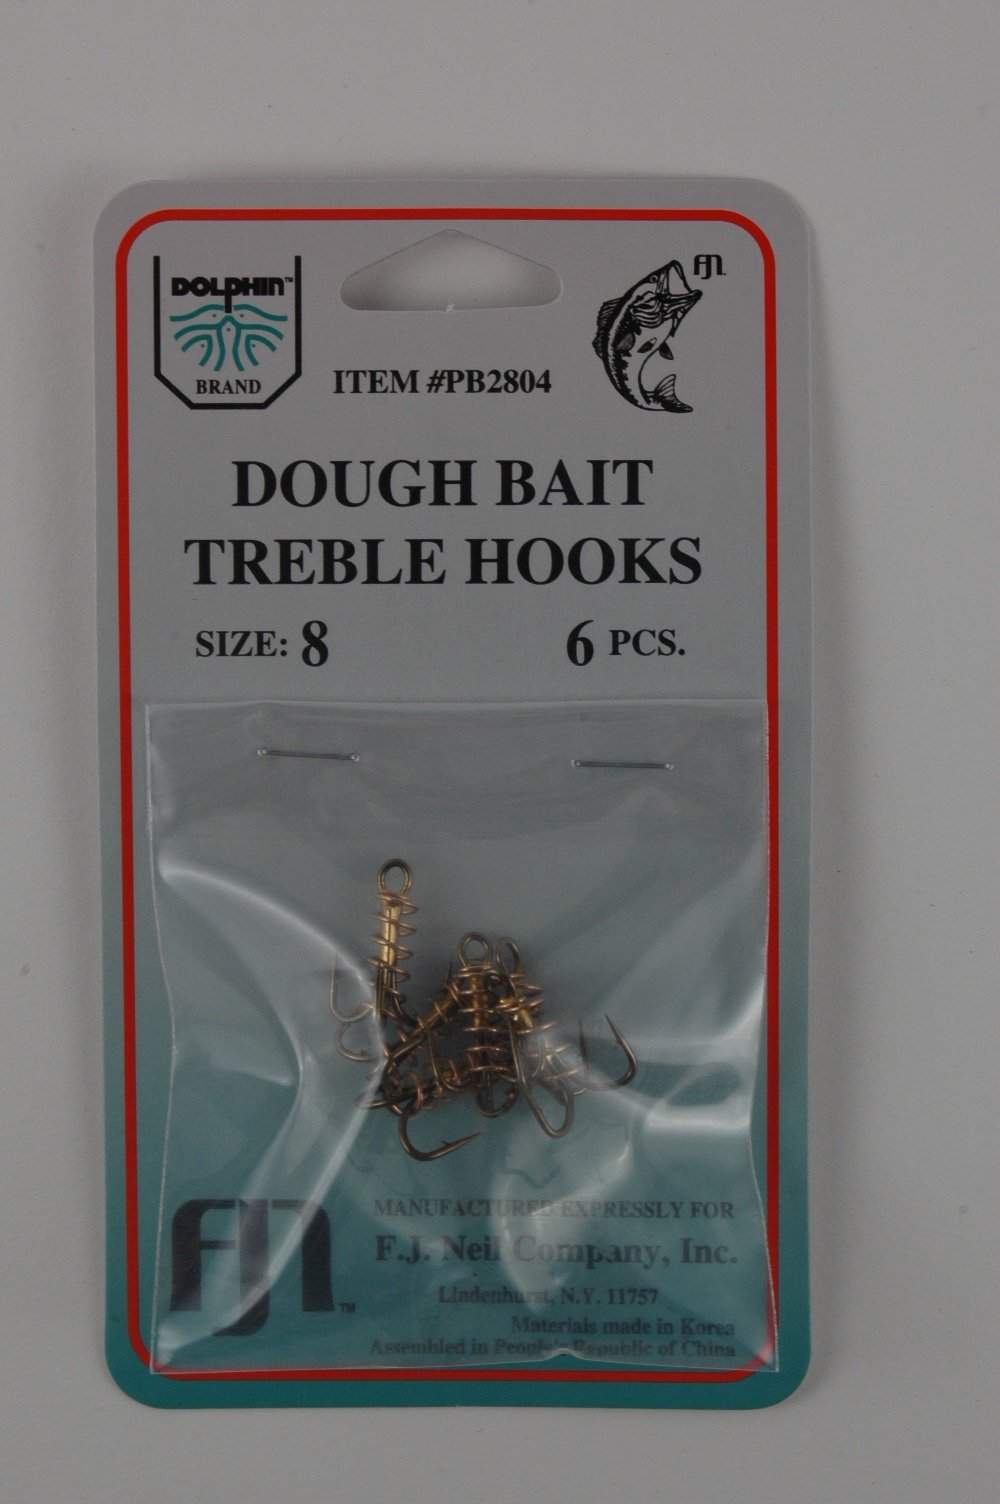 DOLPHIN™
BRAND
FJN.
ITEM #PB2804
DOUGH BAIT
TREBLE HOOKS
SIZE: 8
6 PCS.
FJN™
MANUFACTURED EXPRESSLY FOR
F.J. Neil Company, Inc.
Lindenhurst, N.Y. 11757
Materials made in Korea
Assembled in People's Republic of China